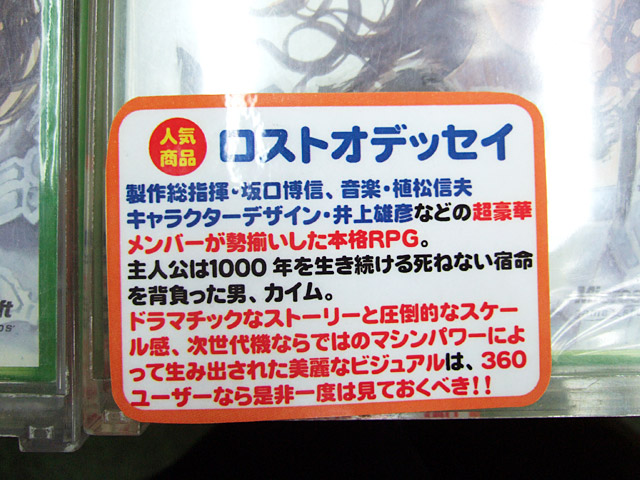 人気
商品
ロストオデッセイ
製作総指揮・坂口博信、音楽・植松信夫
キャラクターデザイン・井上雄彦などの超豪華
メンバーが勢揃いした本格RPG。
主人公は1000年を生き続ける死ねない宿命
を背負った男、カイム。
ドラマチックなストーリーと圧倒的なスケー
ル感、次世代機ならではのマシンパワーによ
って生み出された美麗なビジュアルは、360
ユーザーなら是非一度は見ておくべき!!